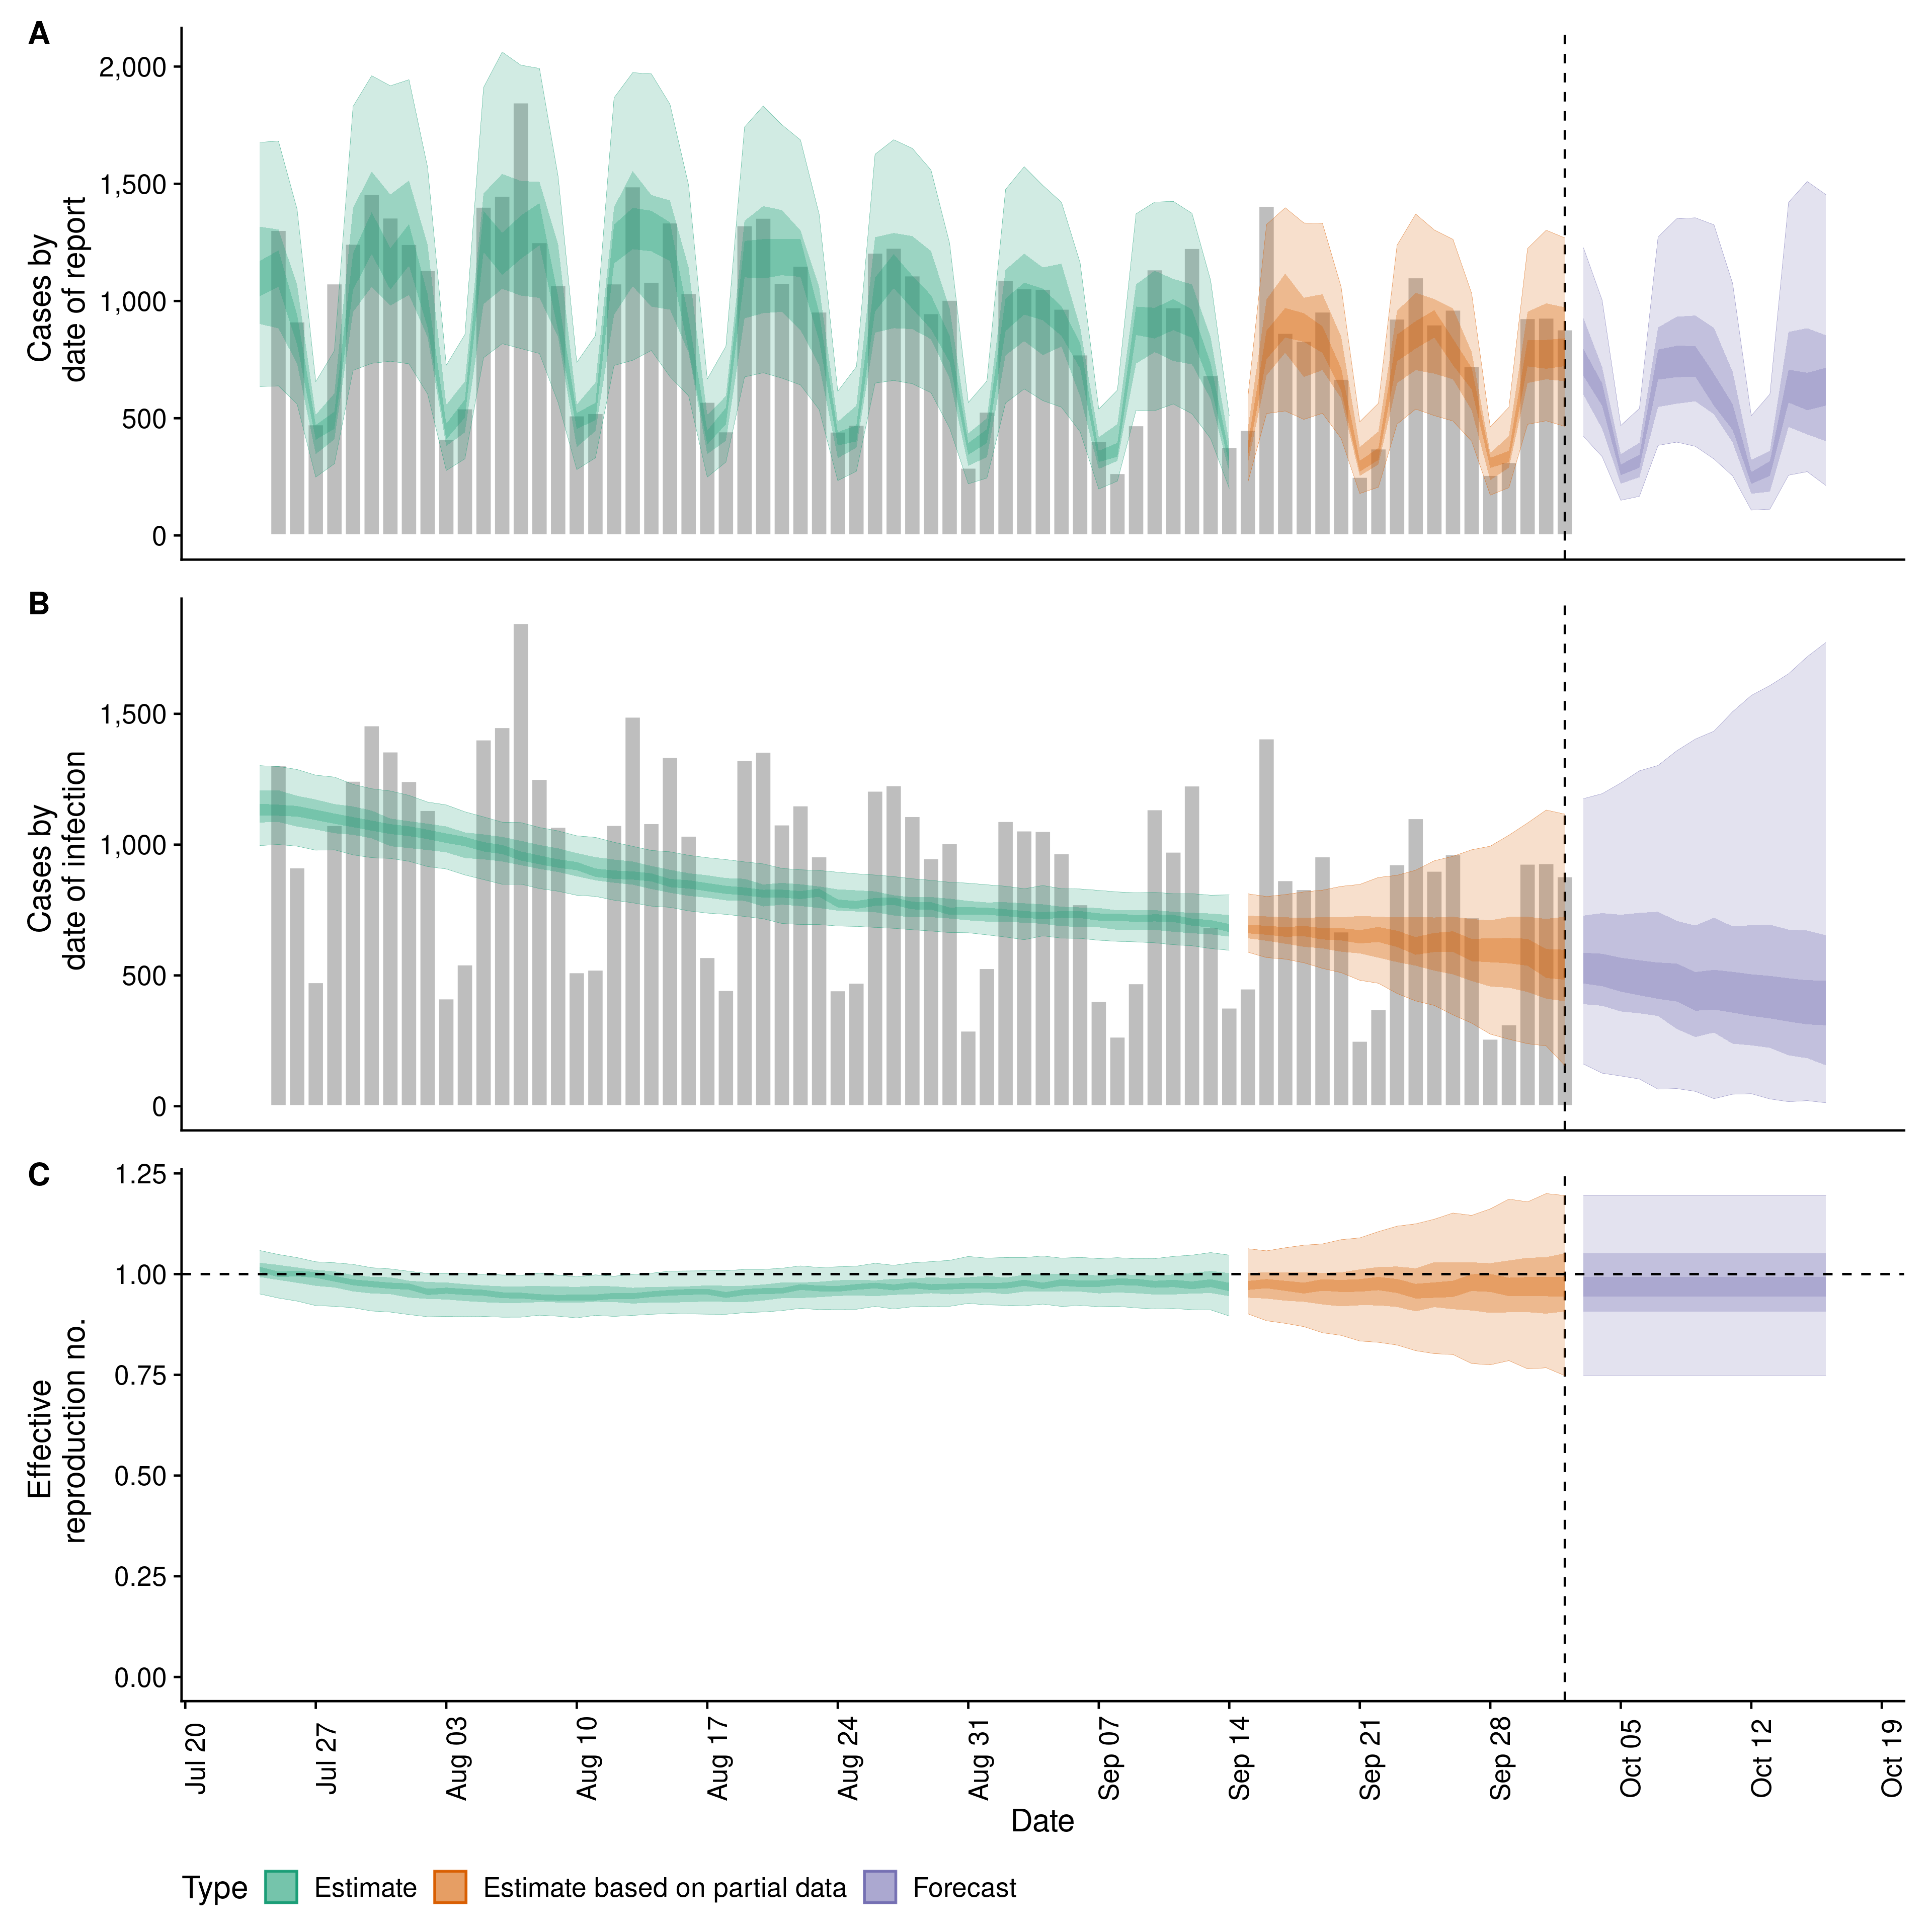 A
2,000
1,500
1,000
500
0
Cases by
date of report
B
1,500
1,000
500
0
Cases by
date of infection
C
1.25
1.00
0.75
0.50
0.25
0.00
Effective
reproduction no.
Jul 20
Jul 27
Aug 03
Aug 10
Aug 17
Aug 24
Aug 31
Sep 07
Sep 14
Sep 21
Sep 28
Oct 05
Oct 12
Oct 19
Date
Type Estimate Estimate based on partial data Forecast